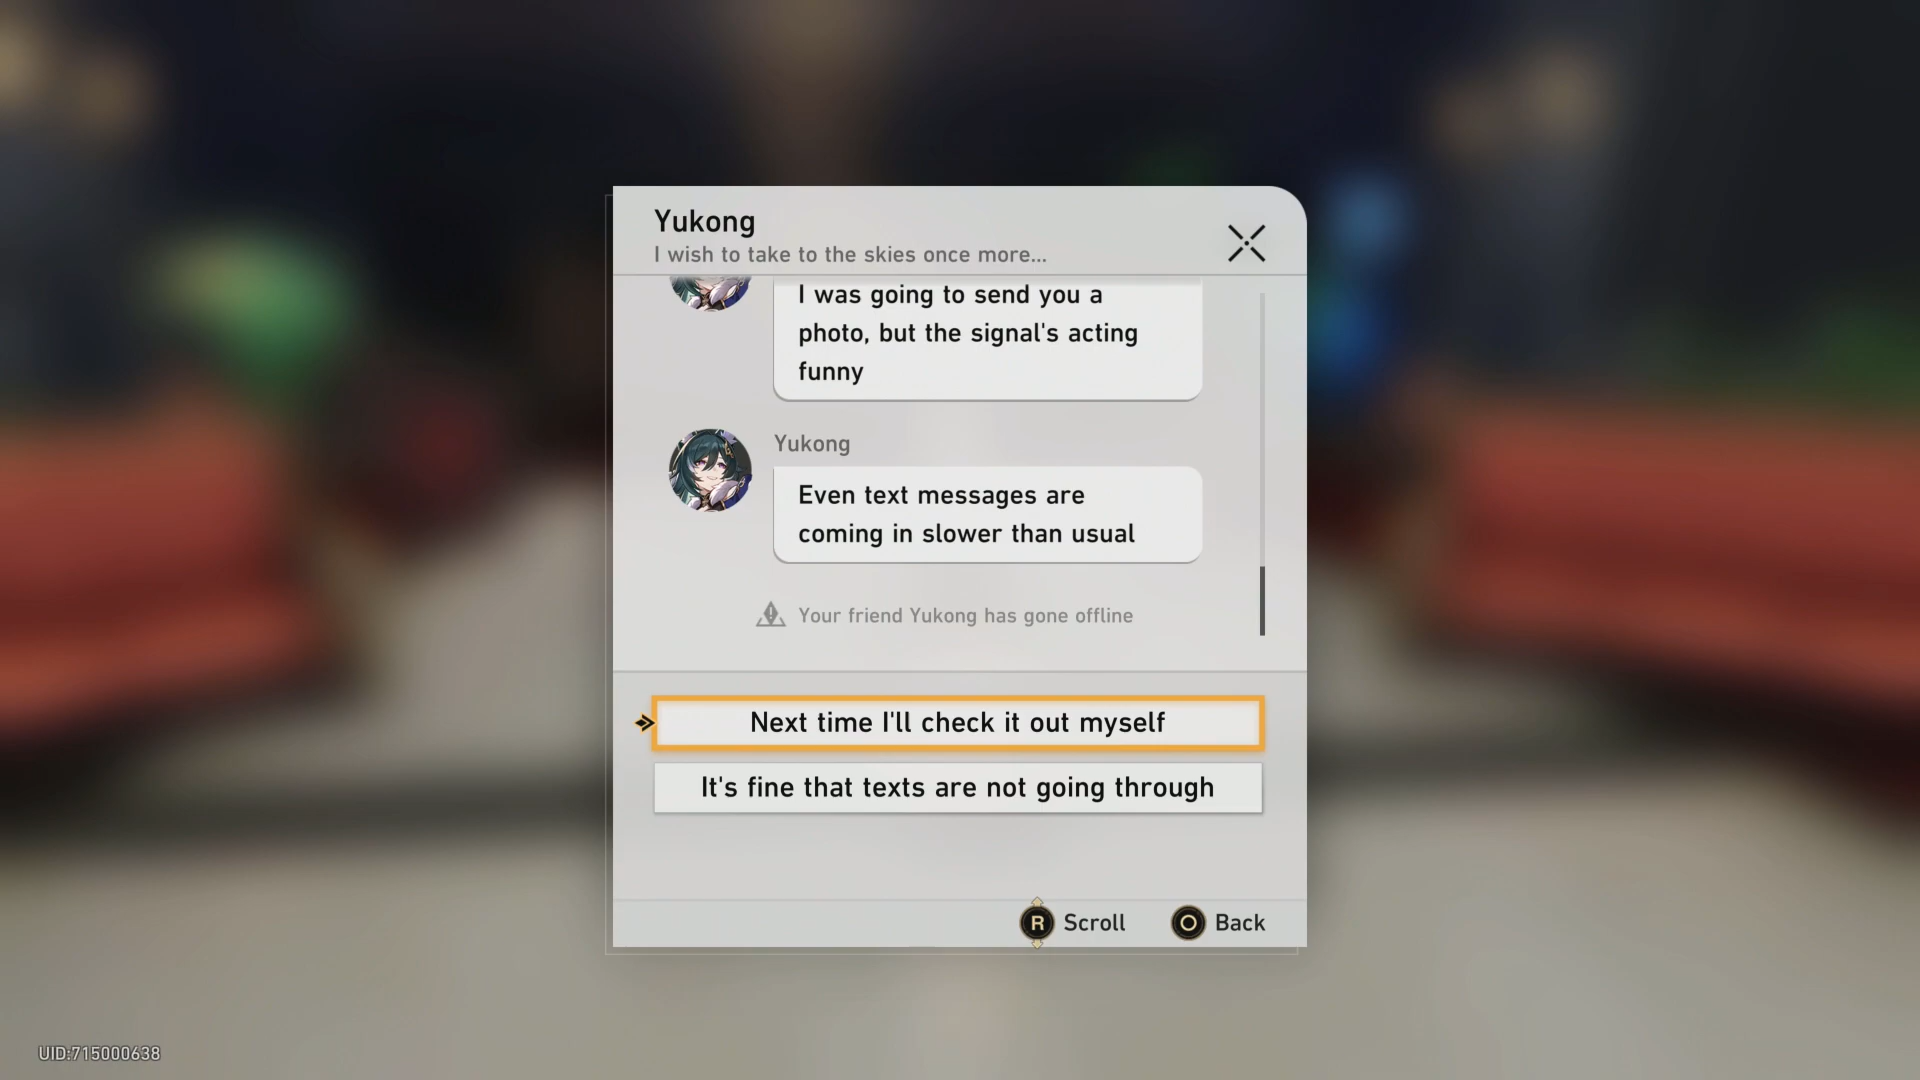 Yukong
I wish to take to the skies once more...
I was going to send you a
photo, but the signal's acting
funny
Yukong
Even text messages are
coming in slower than usual
Your friend Yukong has gone offline
Next time I'll check it out myself
It's fine that texts are not going through
R Scroll
Back
UID:715000638